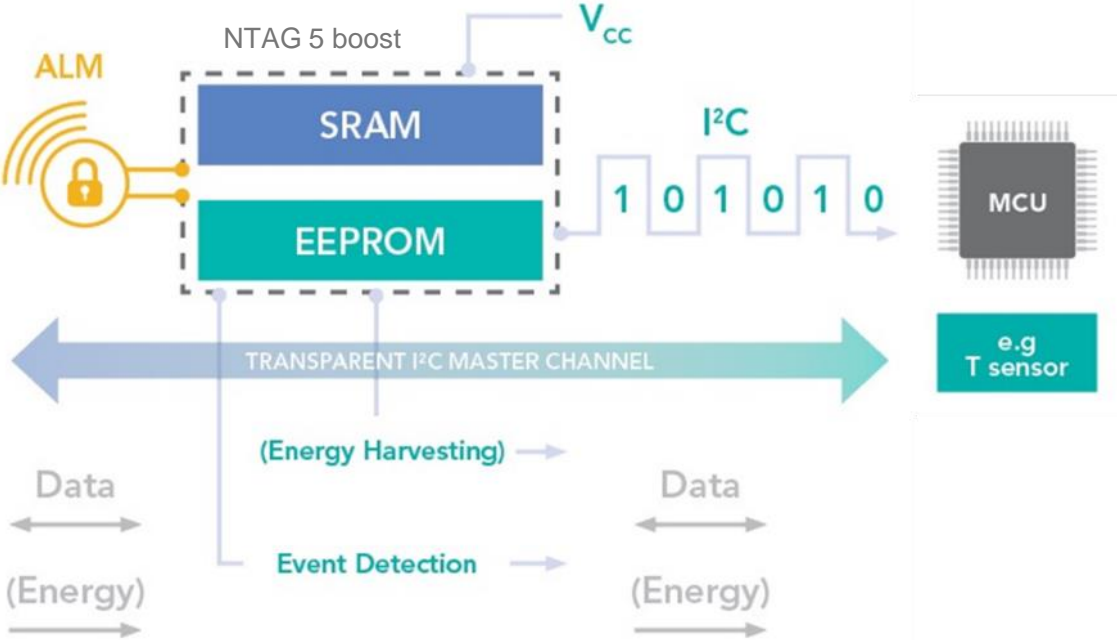 NTAG 5 boost
V_CC
ALM
SRAM
I²C
1 0 1 0 1 0
MCU
EEPROM
TRANSPARENT I²C MASTER CHANNEL
e.g
T sensor
(Energy Harvesting)
Data
Data
Event Detection
(Energy)
(Energy)